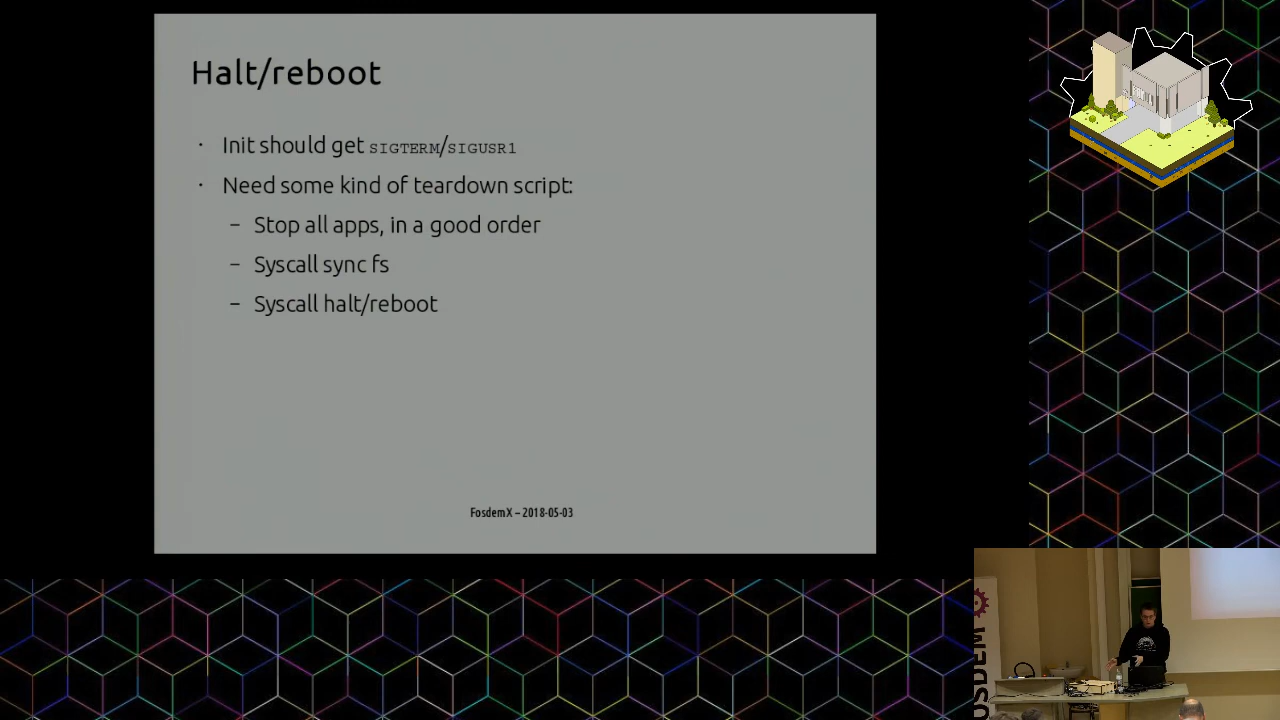 Halt/reboot
· Init should get SIGTERM/SIGUSR1
· Need some kind of teardown script:
– Stop all apps, in a good order
– Syscall sync fs
– Syscall halt/reboot
FosdemX – 2018-05-03
OSDEM